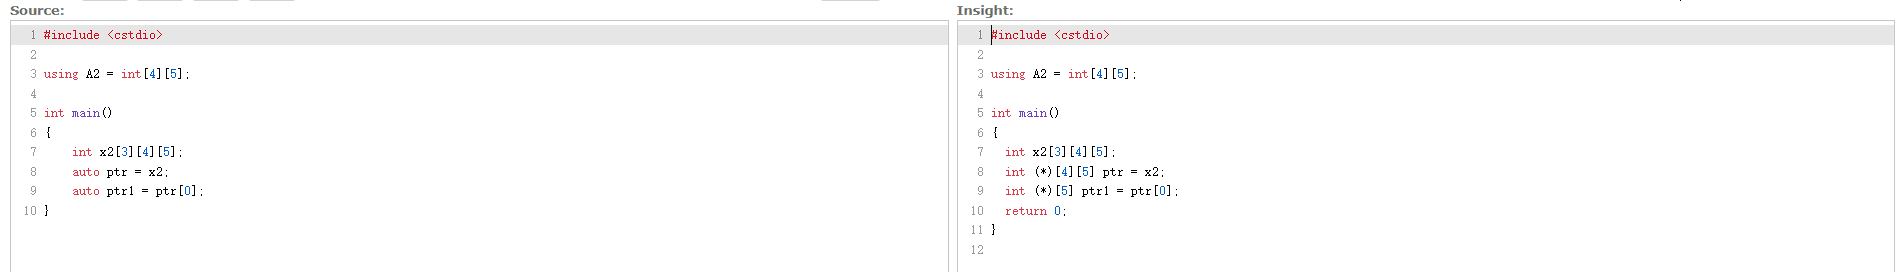 Source:
1 #include <cstdio>
2
3 using A2 = int[4][5];
4
5 int main()
6 {
7     int x2[3][4][5];
8     auto ptr = x2;
9     auto ptr1 = ptr[0];
10 }
Insight:
1 #include <cstdio>
2
3 using A2 = int[4][5];
4
5 int main()
6 {
7   int x2[3][4][5];
8   int (*)[4][5] ptr = x2;
9   int (*)[5] ptr1 = ptr[0];
10   return 0;
11 }
12